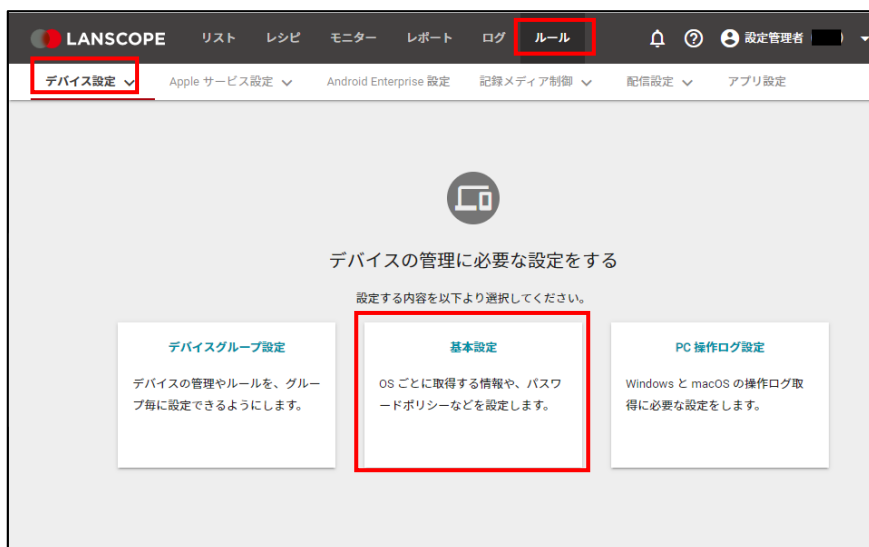 LANSCOPE リスト レシピ モニター レポート ログ ルール 設定管理者
デバイス設定 Apple サービス設定 Android Enterprise 設定 記録メディア制御 配信設定 アプリ設定
デバイスの管理に必要な設定をする
設定する内容を以下より選択してください。
デバイスグループ設定
デバイスの管理やルールを、グルー
プ毎に設定できるようにします。
基本設定
OS ごとに取得する情報や、パスワ
ードポリシーなどを設定します。
PC 操作ログ設定
Windows と macOS の操作ログ取
得に必要な設定をします。